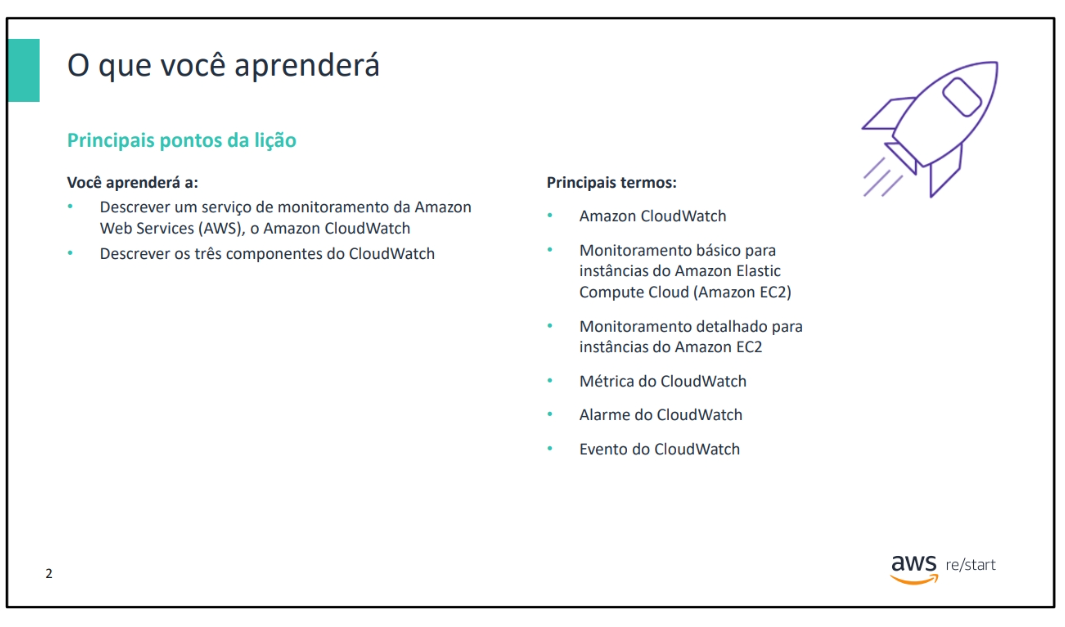 O que você aprenderá
Principais pontos da lição
Você aprenderá a:
• Descrever um serviço de monitoramento da Amazon
Web Services (AWS), o Amazon CloudWatch
• Descrever os três componentes do CloudWatch
Principais termos:
• Amazon CloudWatch
• Monitoramento básico para
instâncias do Amazon Elastic
Compute Cloud (Amazon EC2)
• Monitoramento detalhado para
instâncias do Amazon EC2
• Métrica do CloudWatch
• Alarme do CloudWatch
• Evento do CloudWatch
2
aws re/start